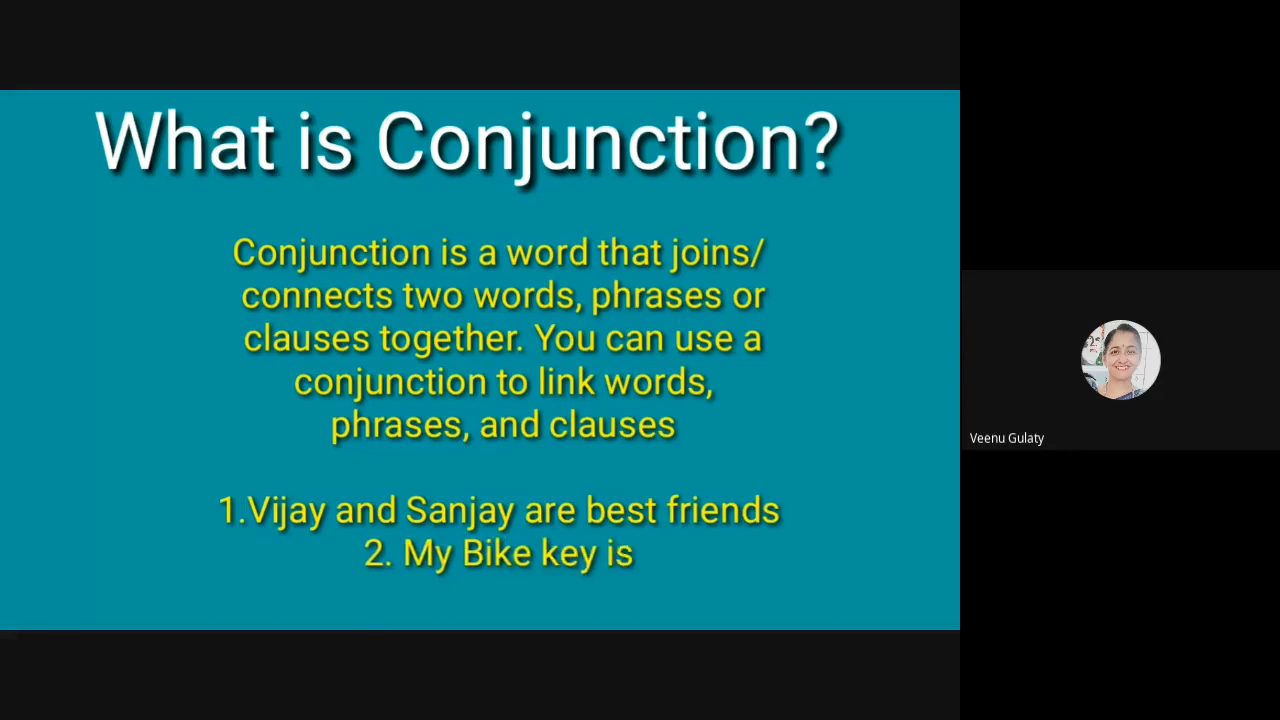 What is Conjunction?
Conjunction is a word that joins/
connects two words, phrases or
clauses together. You can use a
conjunction to link words,
phrases, and clauses
1.Vijay and Sanjay are best friends
2. My Bike key is
Veenu Gulaty